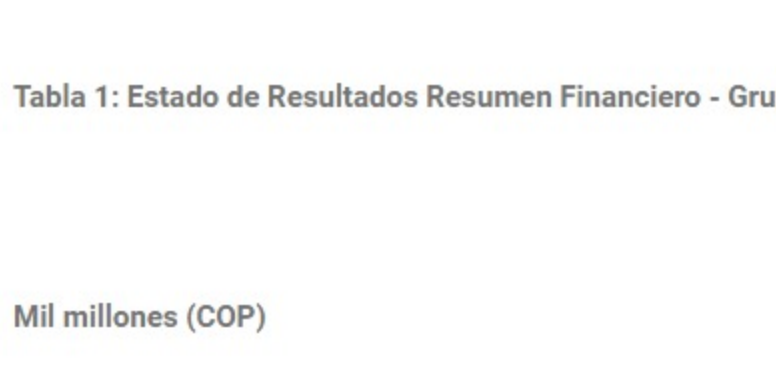 Tabla 1: Estado de Resultados Resumen Financiero - Gru
Mil millones (COP)